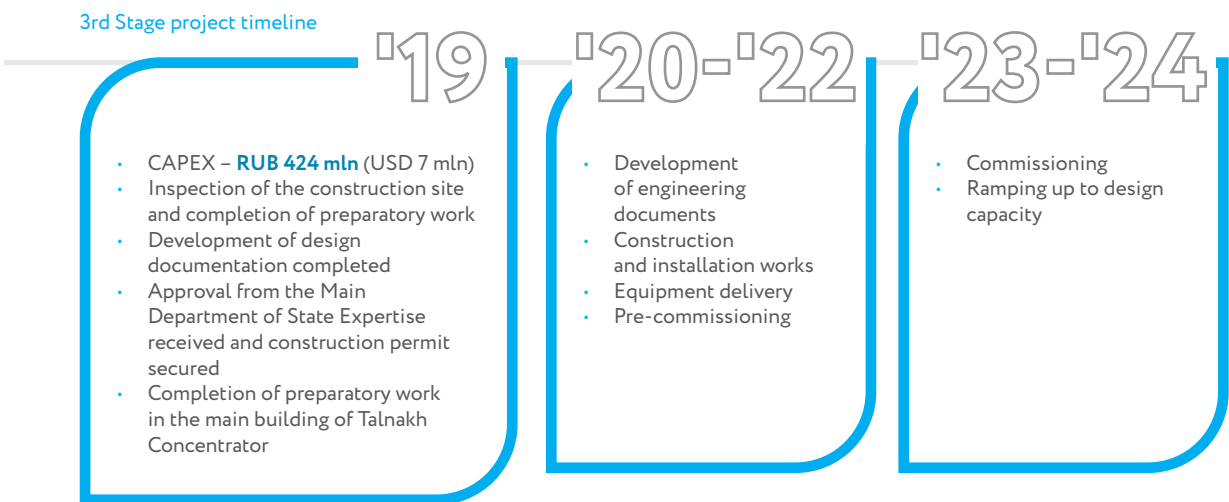 3rd Stage project timeline
'19
• CAPEX – RUB 424 mln (USD 7 mln)
• Inspection of the construction site
and completion of preparatory work
• Development of design
documentation completed
• Approval from the Main
Department of State Expertise
received and construction permit
secured
• Completion of preparatory work
in the main building of Talnakh
Concentrator
'20-'22
• Development
of engineering
documents
• Construction
and installation works
• Equipment delivery
• Pre-commissioning
'23-'24
• Commissioning
• Ramping up to design
capacity